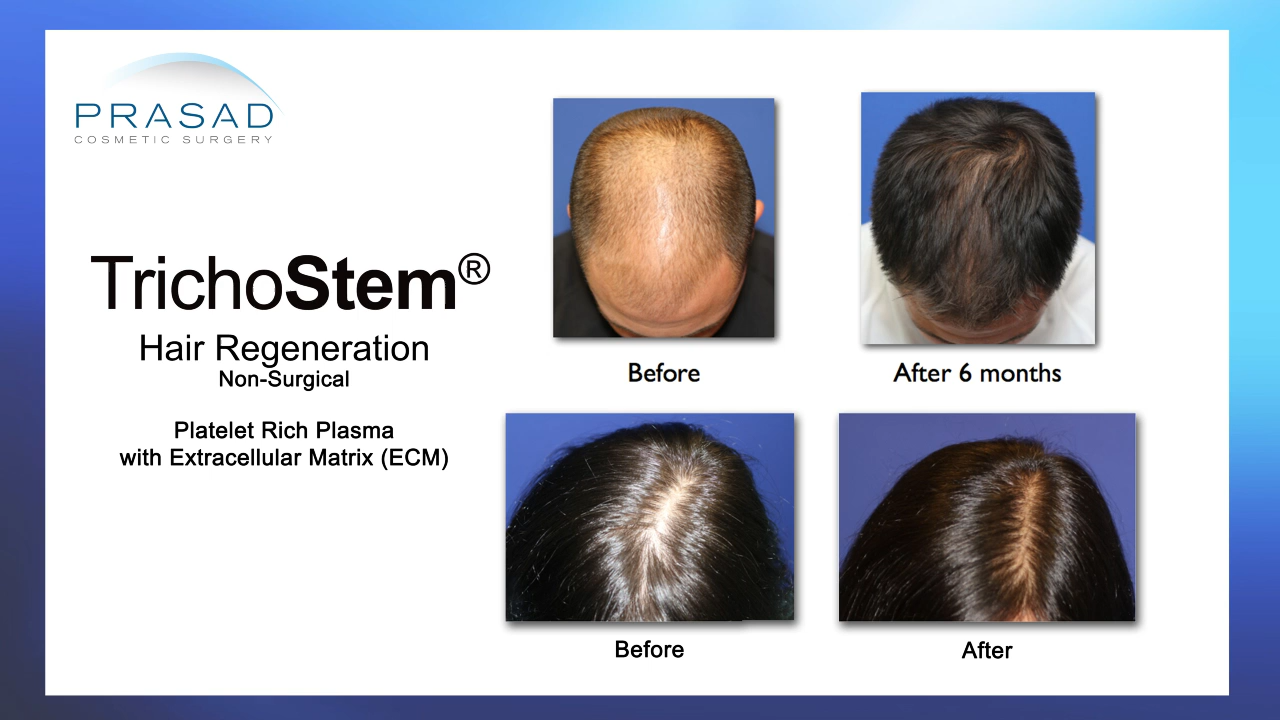 PRASAD
COSMETIC SURGERY
TrichoStem®
Hair Regeneration
Non-Surgical
Platelet Rich Plasma
with Extracellular Matrix (ECM)
Before
After 6 months
Before
After